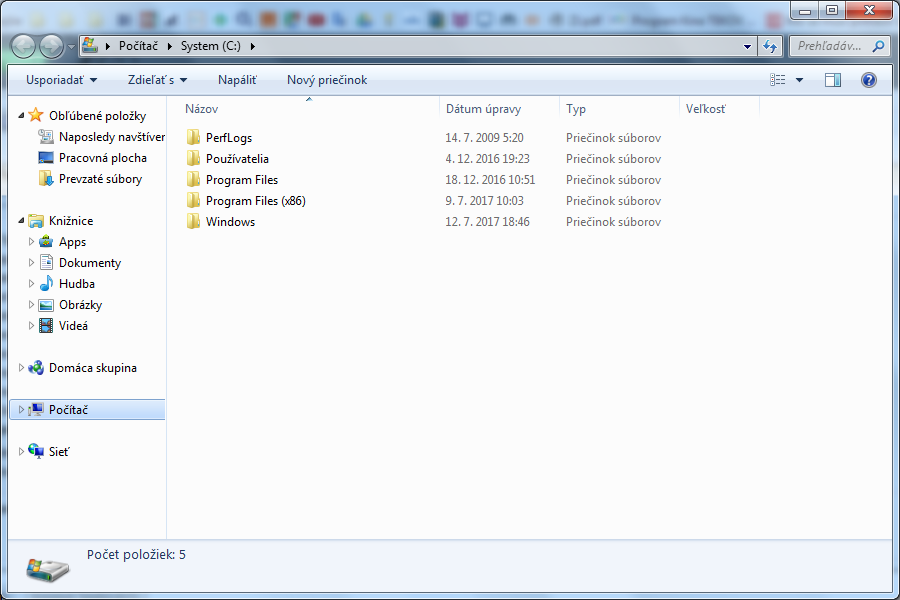 Počítač System (C:) Prehľadáv...
Usporiadať Zdieľať s Napáliť Nový priečinok
Obľúbené položky
Naposledy navštíven
Pracovná plocha
Prevzaté súbory
Knižnice
Apps
Dokumenty
Hudba
Obrázky
Videá
Domáca skupina
Počítač
Sieť
Názov Dátum úpravy Typ Veľkosť
PerfLogs 14. 7. 2009 5:20 Priečinok súborov
Používatelia 4. 12. 2016 19:23 Priečinok súborov
Program Files 18. 12. 2016 10:51 Priečinok súborov
Program Files (x86) 9. 7. 2017 10:03 Priečinok súborov
Windows 12. 7. 2017 18:46 Priečinok súborov
Počet položiek: 5